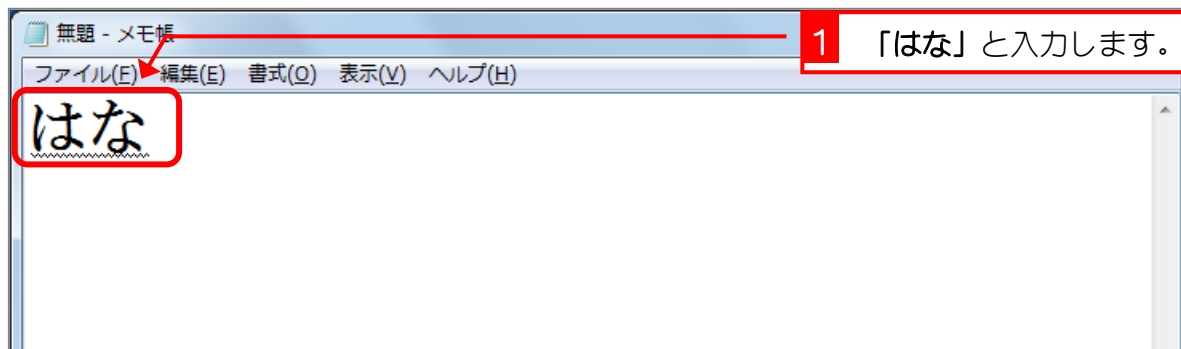 無題 - メモ帳
1 「はな」と入力します。
ファイル(F) 編集(E) 書式(O) 表示(V) ヘルプ(H)
はな